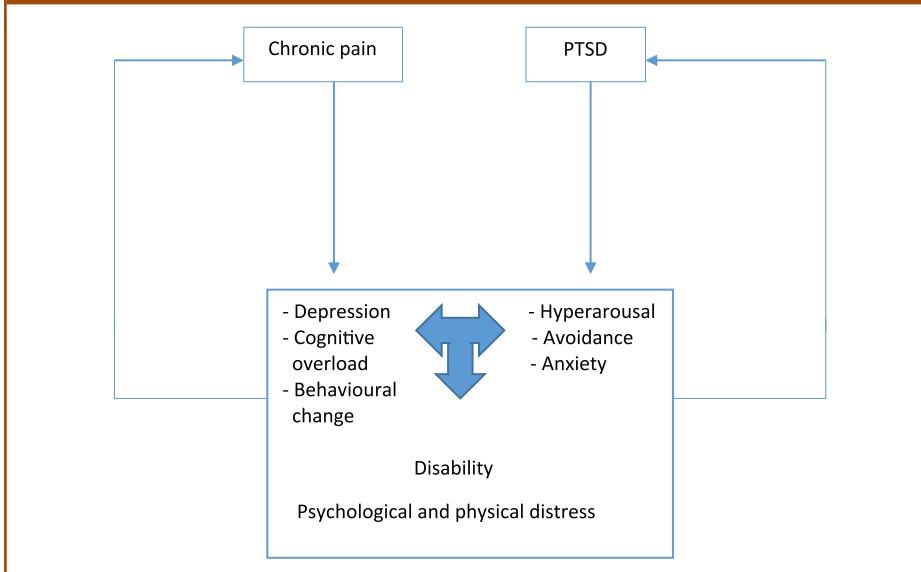 Chronic pain
PTSD
- Depression
- Cognitive
overload
- Behavioural
change
- Hyperarousal
- Avoidance
- Anxiety
Disability
Psychological and physical distress